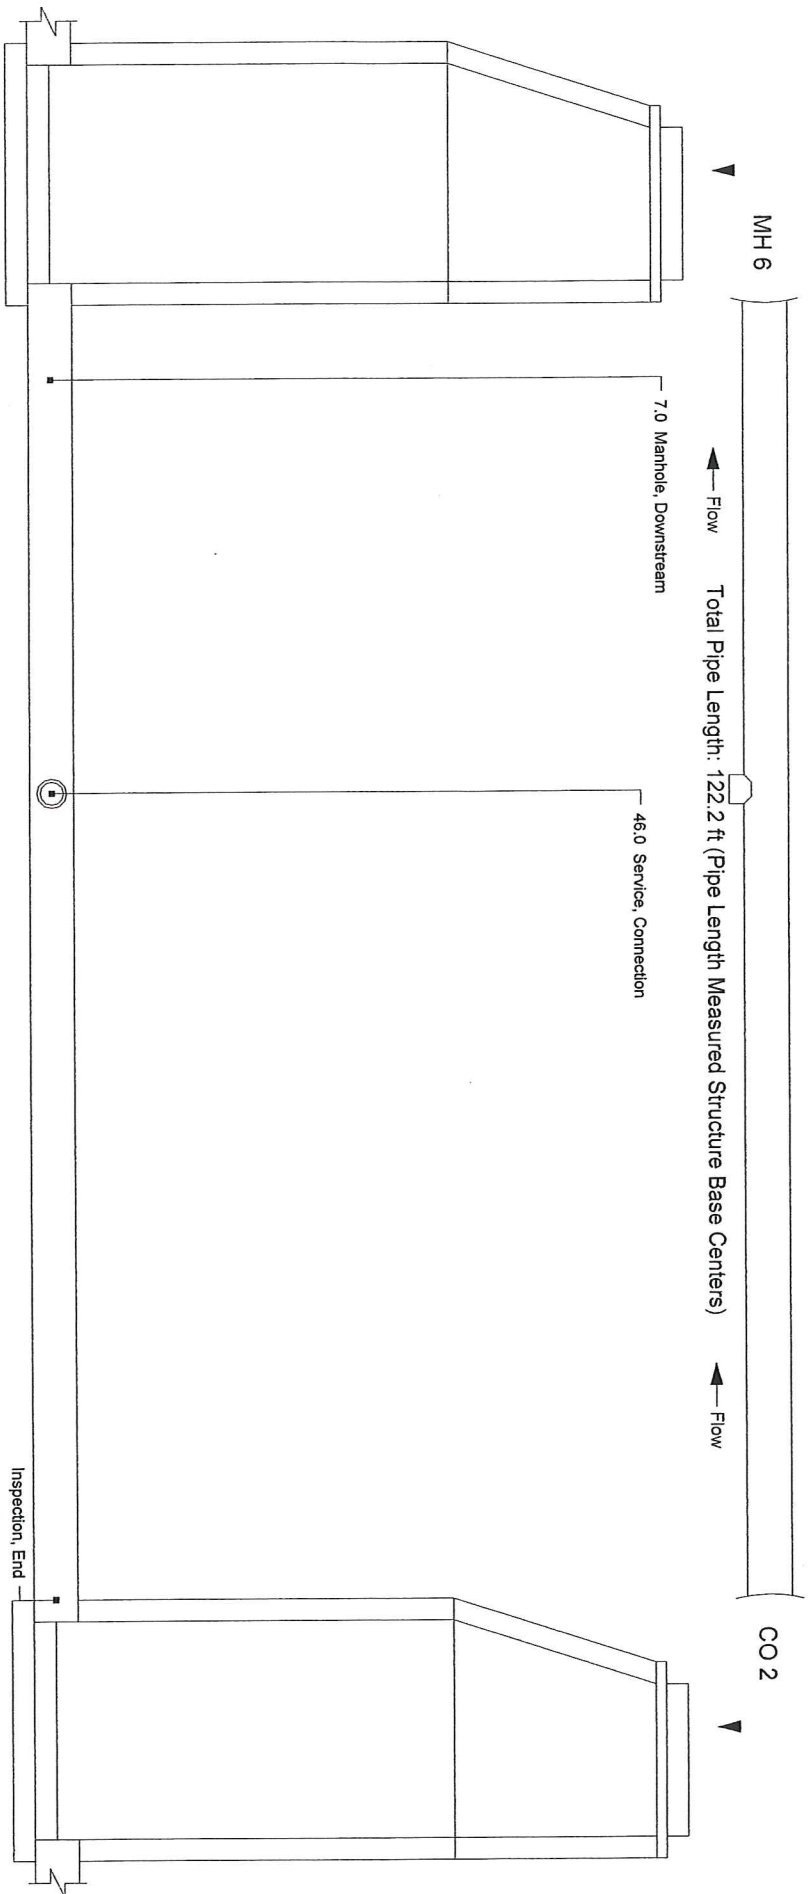 MH 6
CO 2
Flow
Total Pipe Length: 122.2 ft (Pipe Length Measured Structure Base Centers)
Flow
7.0 Manhole, Downstream
46.0 Service, Connection
Inspection, End